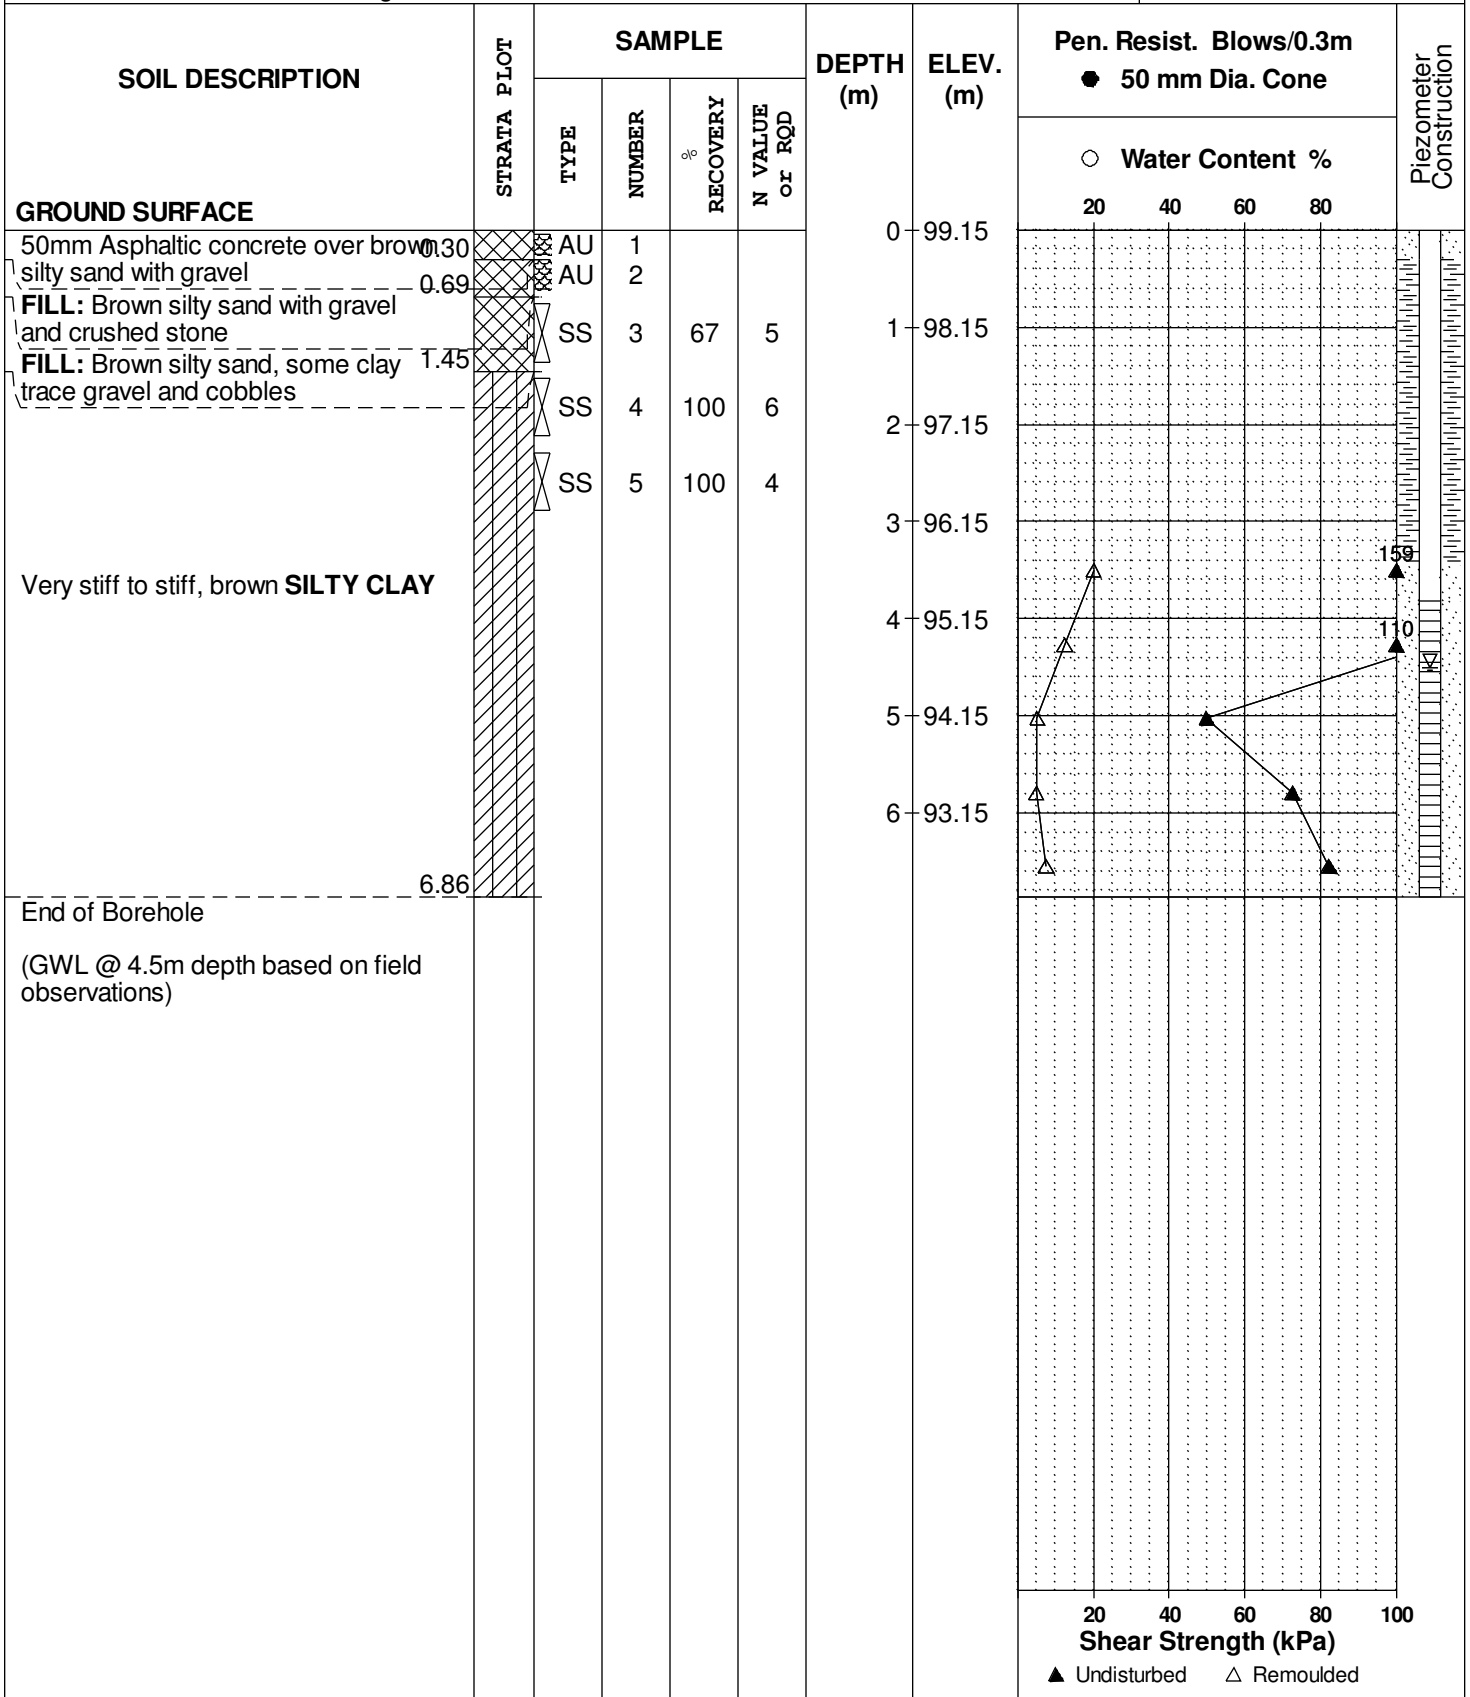 SOIL DESCRIPTION
STRATA PLOT
SAMPLE
TYPE
NUMBER
% RECOVERY
N VALUE or RQD
DEPTH (m)
ELEV. (m)
Pen. Resist. Blows/0.3m
● 50 mm Dia. Cone
○ Water Content %
20 40 60 80
Piezometer Construction
GROUND SURFACE
0 99.15
50mm Asphaltic concrete over brown 0.30
AU 1
silty sand with gravel
0.69
AU 2
FILL: Brown silty sand with gravel
and crushed stone
SS 3 67 5
1 98.15
1.45
FILL: Brown silty sand, some clay
trace gravel and cobbles
SS 4 100 6
2 97.15
SS 5 100 4
3 96.15
159
Very stiff to stiff, brown SILTY CLAY
4 95.15
110
5 94.15
6 93.15
6.86
End of Borehole
(GWL @ 4.5m depth based on field
observations)
20 40 60 80 100
Shear Strength (kPa)
▲ Undisturbed △ Remoulded